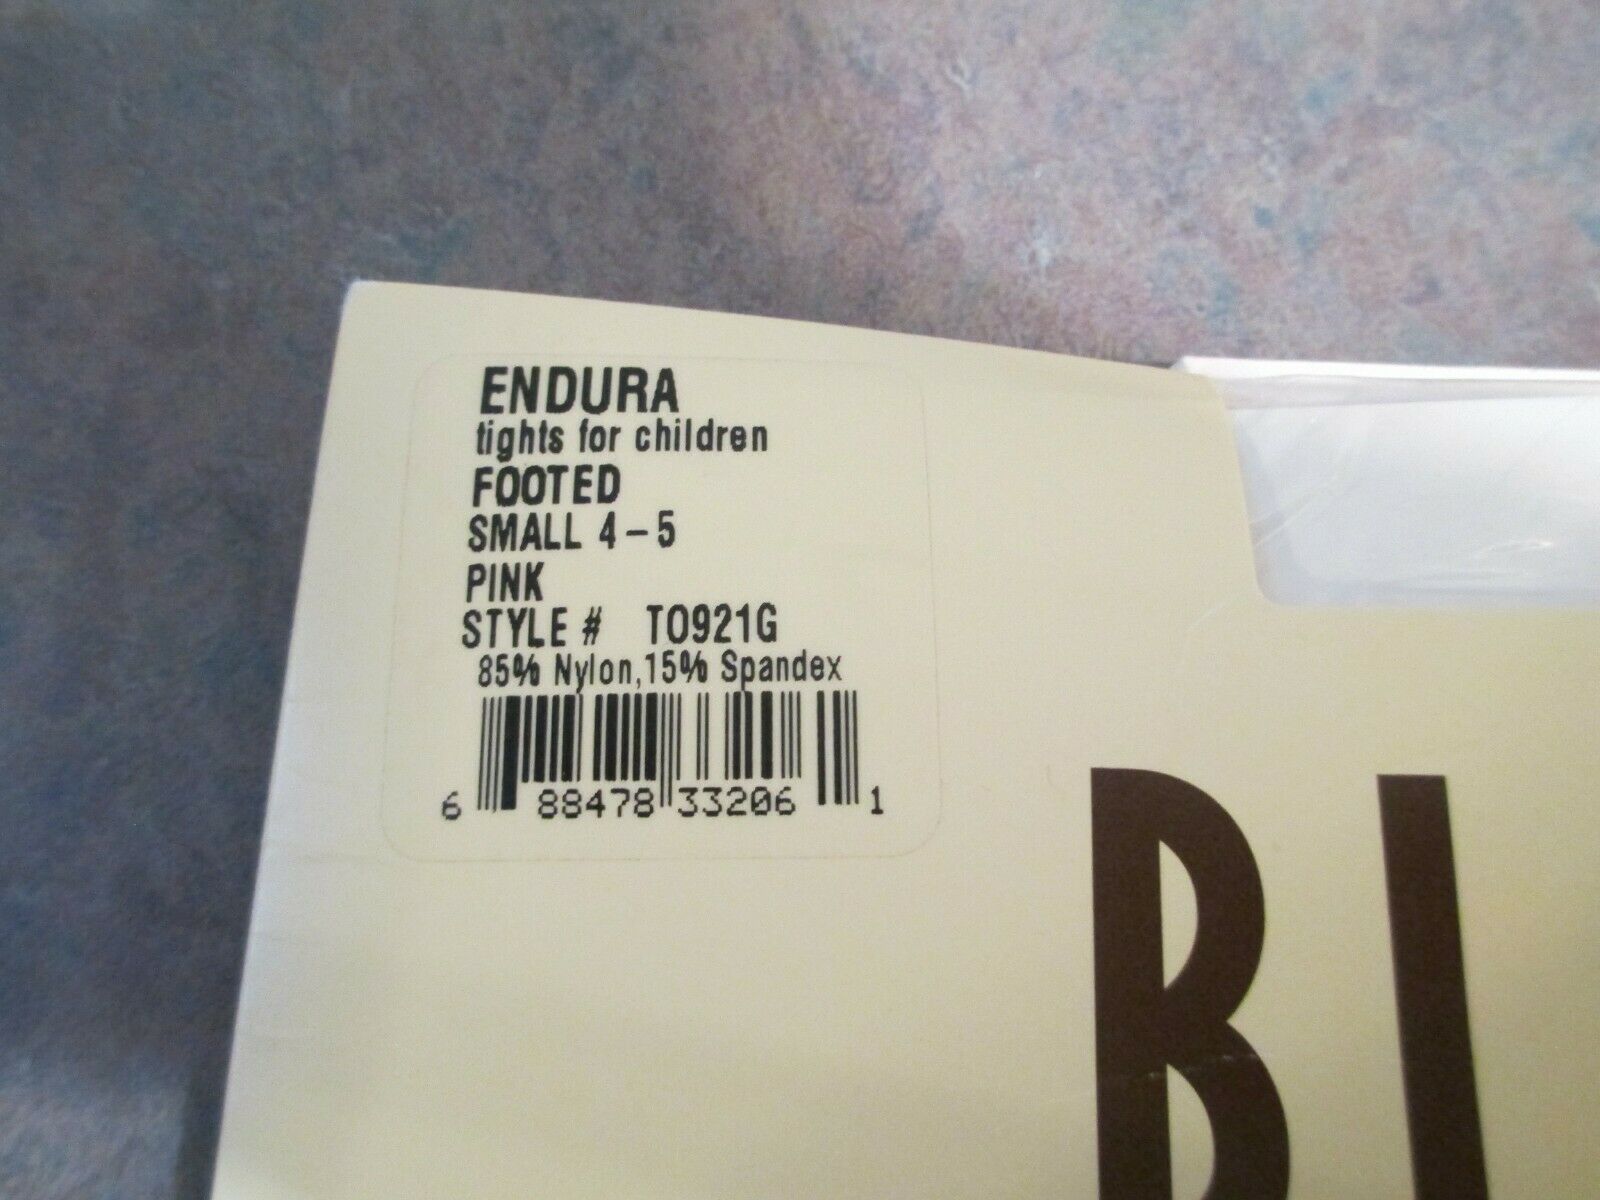 ENDURA
tights for children
FOOTED
SMALL 4 – 5
PINK
STYLE # TO921G
85% Nylon,15% Spandex
6 88478 33206 1
BL